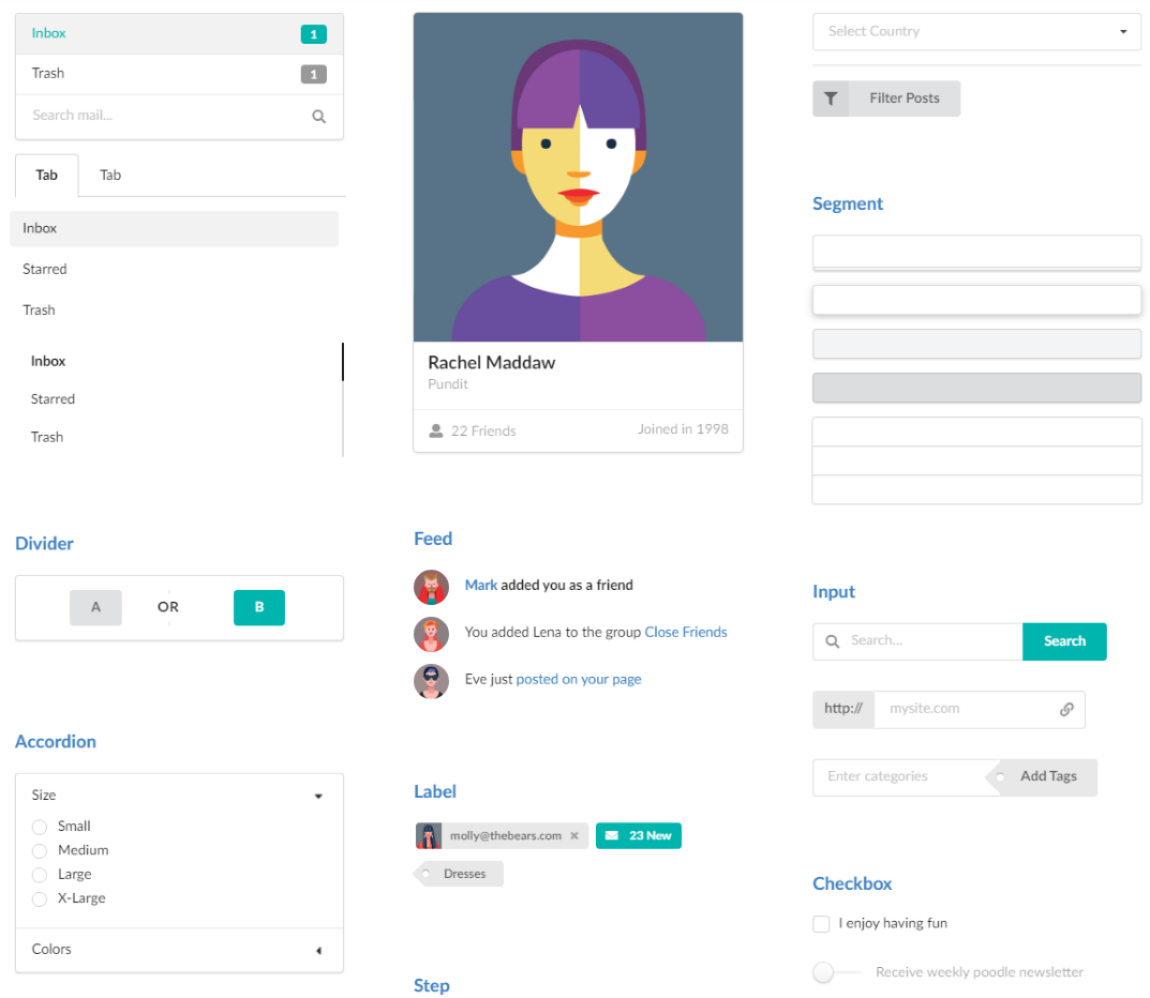 Inbox
1
Trash
1
Search mail...
Tab
Tab
Inbox
Starred
Trash
Inbox
Starred
Trash
Divider
A
OR
B
Accordion
Size
Small
Medium
Large
X-Large
Colors
Rachel Maddaw
Pundit
22 Friends
Joined in 1998
Feed
Mark added you as a friend
You added Lena to the group Close Friends
Eve just posted on your page
Label
molly@thebears.com ×
23 New
Dresses
Step
Select Country
Filter Posts
Segment
Input
Search...
Search
http://
mysite.com
Enter categories
Add Tags
Checkbox
I enjoy having fun
Receive weekly poodle newsletter